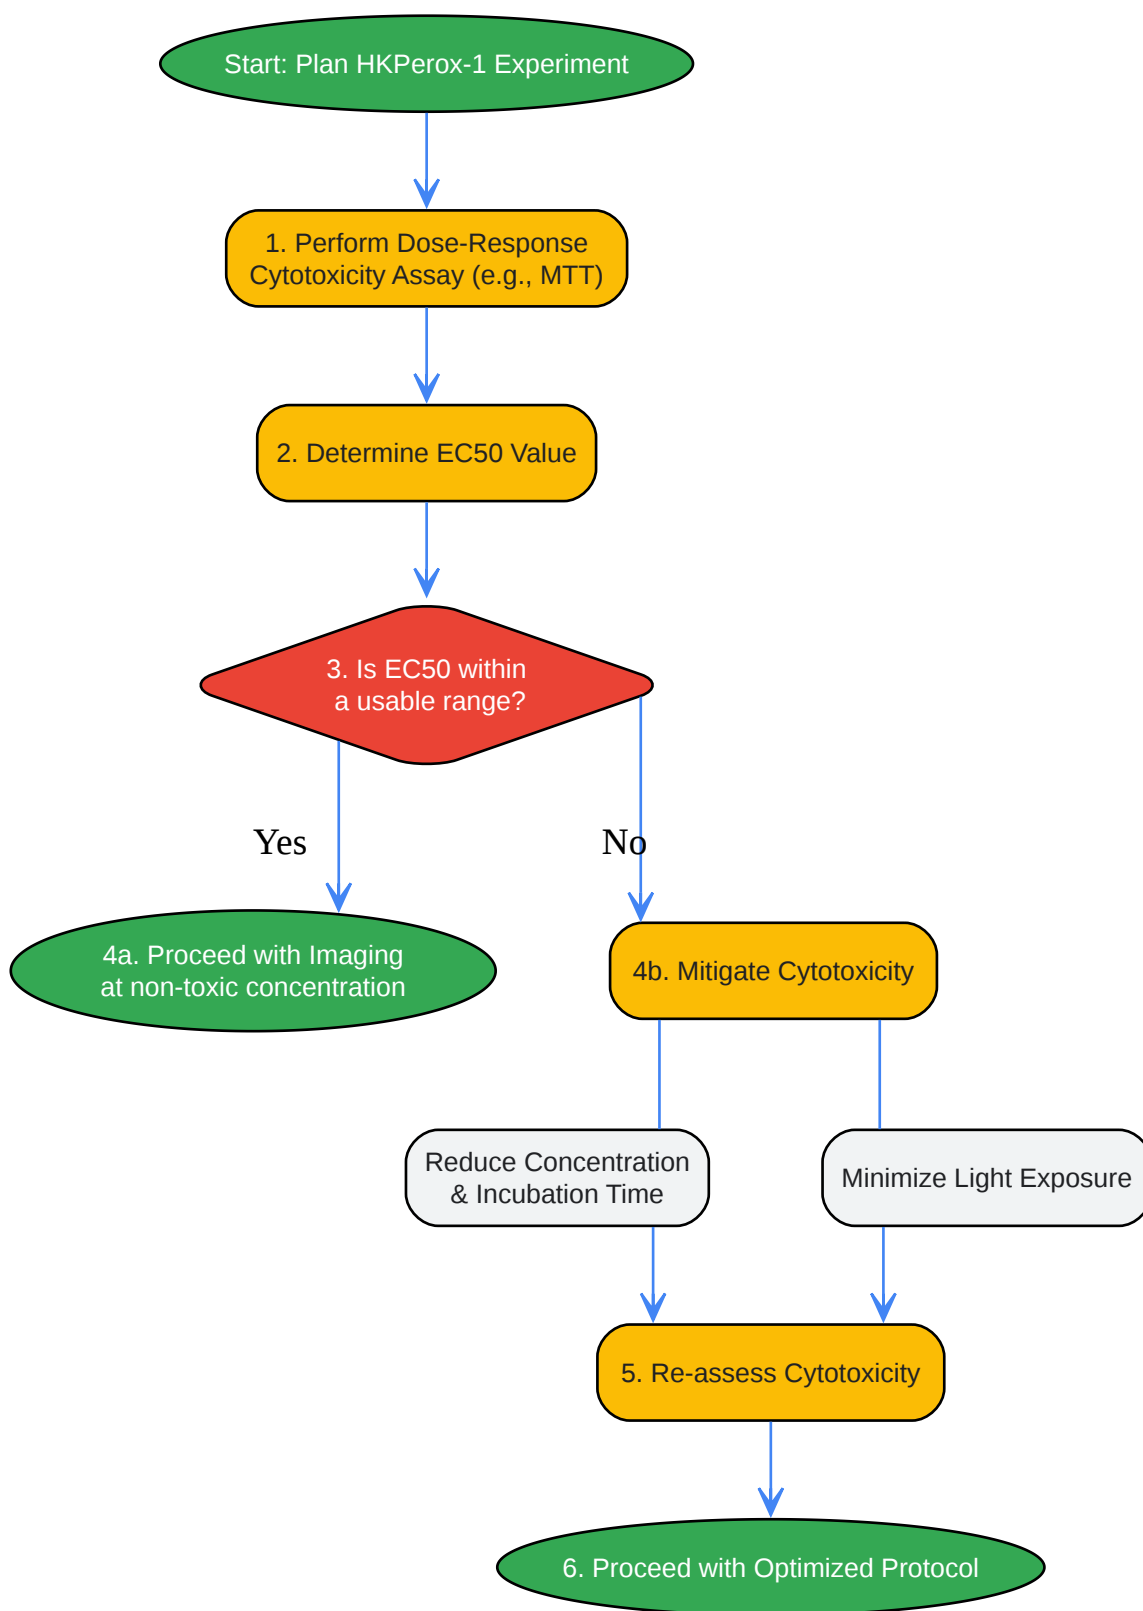 Start: Plan HKPerox-1 Experiment
1. Perform Dose-Response
Cytotoxicity Assay (e.g., MTT)
2. Determine EC50 Value
3. Is EC50 within
a usable range?
Yes
No
4a. Proceed with Imaging
at non-toxic concentration
4b. Mitigate Cytotoxicity
Reduce Concentration
& Incubation Time
Minimize Light Exposure
5. Re-assess Cytotoxicity
6. Proceed with Optimized Protocol